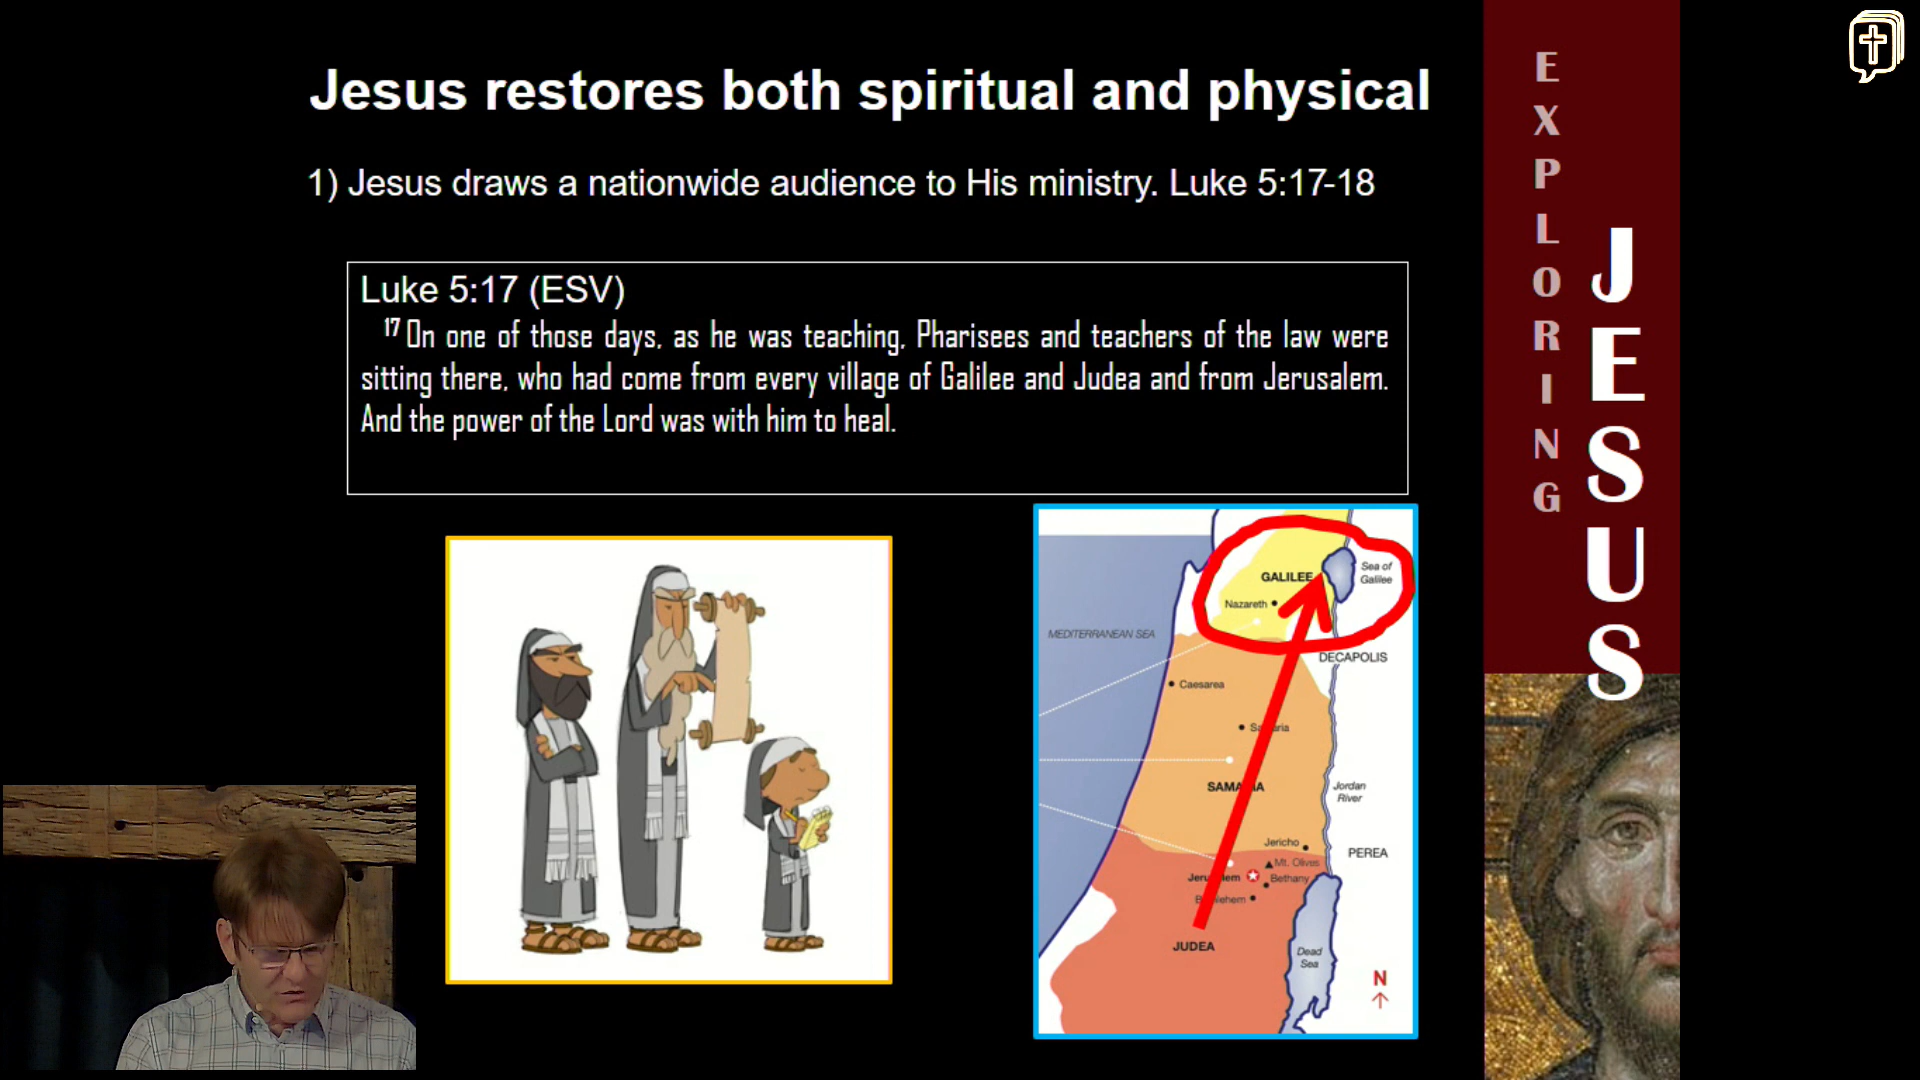 Jesus restores both spiritual and physical
1) Jesus draws a nationwide audience to His ministry. Luke 5:17-18
Luke 5:17 (ESV)
17 On one of those days, as he was teaching, Pharisees and teachers of the law were
sitting there, who had come from every village of Galilee and Judea and from Jerusalem.
And the power of the Lord was with him to heal.
GALILEE
Sea of
Galilee
Nazareth
MEDITERRANEAN SEA
DECAPOLIS
Caesarea
Jordan
River
Jericho
PEREA
Mt. Olives
Bethany
JUDEA
Dead
Sea
N
EXPLORING
JESUS